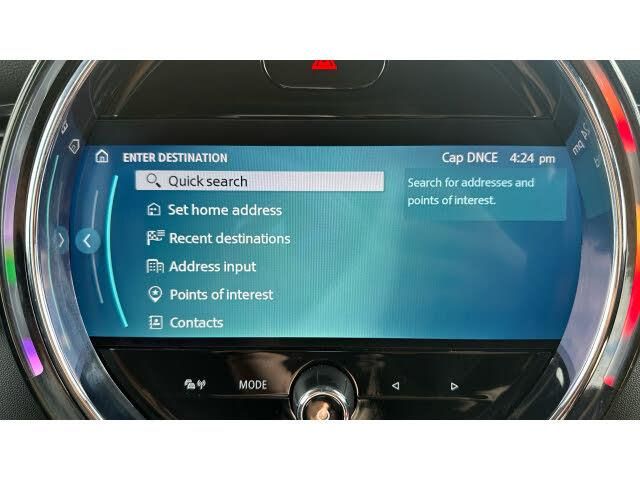 ENTER DESTINATION
Cap DNCE 4:24 pm
Quick search
Search for addresses and
points of interest.
Set home address
Recent destinations
Address input
Points of interest
Contacts
MODE